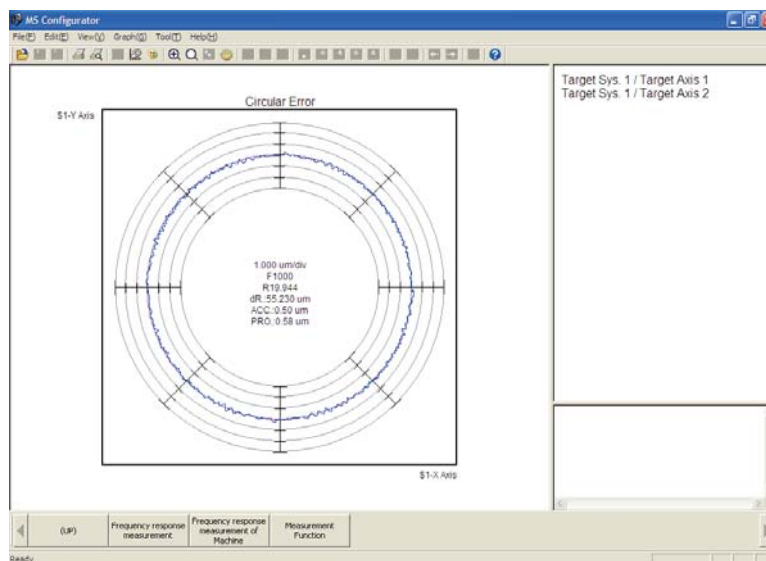 MS Configurator
File(F) Edit(E) View(V) Graph(G) Tool(T) Help(H)
Target Sys. 1 / Target Axis 1
Target Sys. 1 / Target Axis 2
Circular Error
$1-Y Axis
1.000 um/div
F1000
R19.944
dR.:55.230 um
ACC.:0.50 um
PRO.:0.58 um
$1-X Axis
(UP)
Frequency response measurement
Frequency response measurement of Machine
Measurement Function
Ready